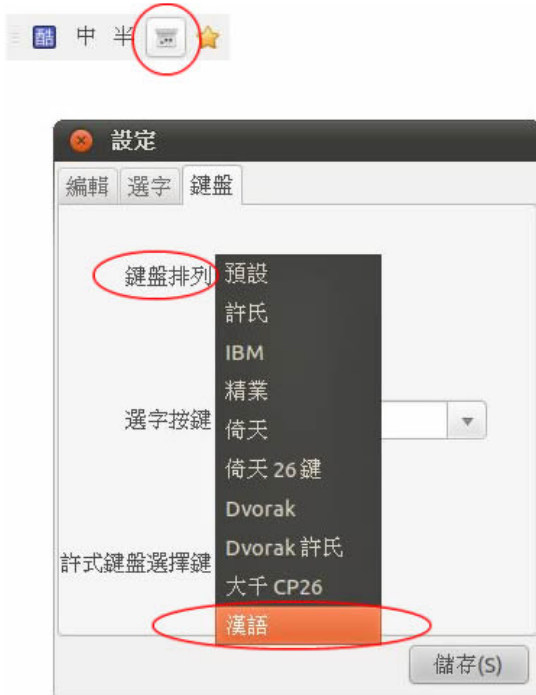 酷 中 半
設定
編輯 選字 鍵盤
鍵盤排列 預設
許氏
IBM
精業
選字按鍵 倚天
倚天 26 鍵
Dvorak
Dvorak 許氏
許式鍵盤選擇鍵
大千 CP26
漢語
儲存(S)